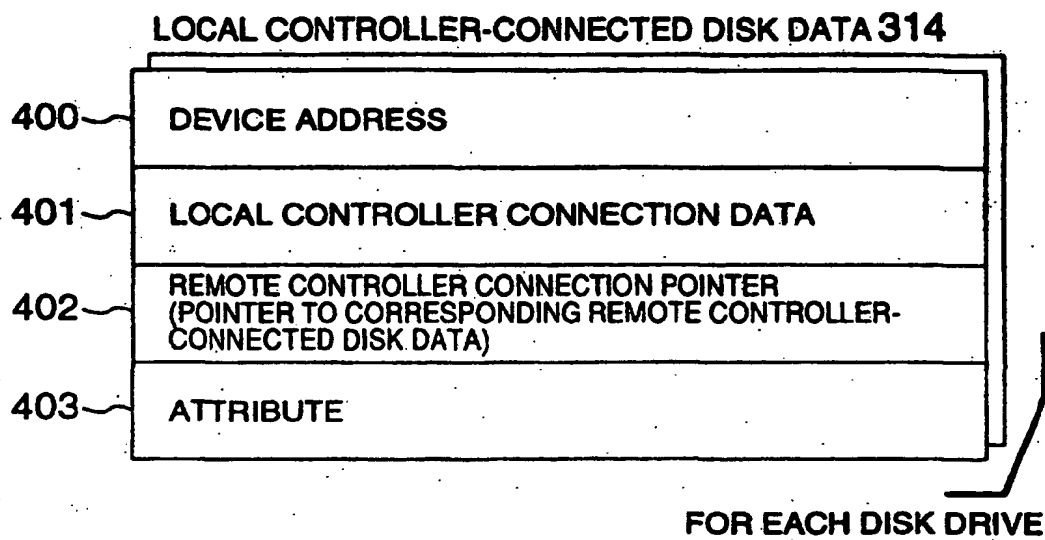 LOCAL CONTROLLER-CONNECTED DISK DATA 314
400 DEVICE ADDRESS
401 LOCAL CONTROLLER CONNECTION DATA
REMOTE CONTROLLER CONNECTION POINTER
402 (POINTER TO CORRESPONDING REMOTE CONTROLLER-
CONNECTED DISK DATA)
403 ATTRIBUTE
FOR EACH DISK DRIVE